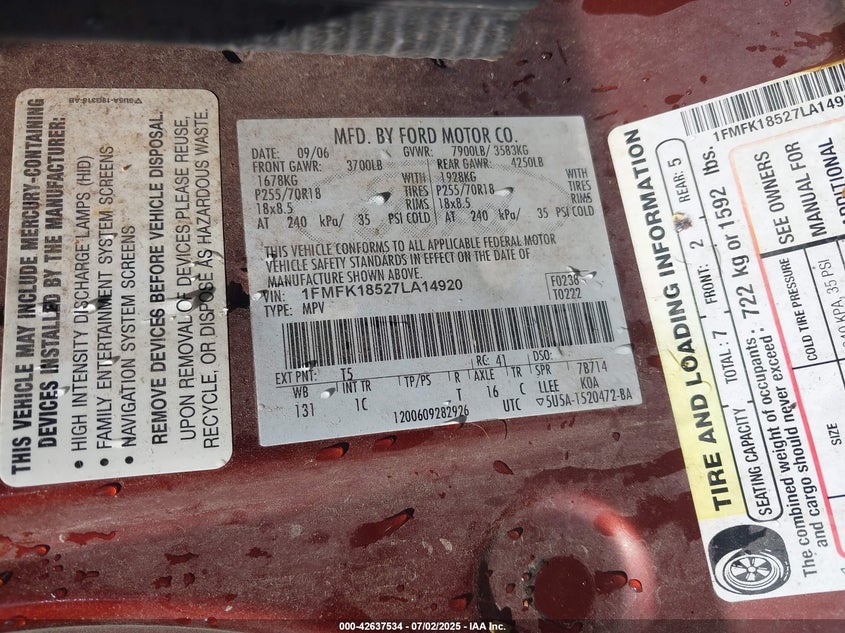 ▽5U5A-19G318-AB
THIS VEHICLE MAY INCLUDE MERCURY-CONTAINING
DEVICES INSTALLED BY THE MANUFACTURER:
• HIGH INTENSITY DISCHARGE LAMPS (HID)
• FAMILY ENTERTAINMENT SYSTEM SCREENS
• NAVIGATION SYSTEM SCREENS
REMOVE DEVICES BEFORE VEHICLE DISPOSAL.
UPON REMOVAL OF DEVICES PLEASE REUSE,
RECYCLE, OR DISPOSE AS HAZARDOUS WASTE.
MFD. BY FORD MOTOR CO.
DATE: 09/06 GVWR: 7900LB/ 3583KG
FRONT GAWR: 3700LB REAR GAWR: 4250LB
1678KG WITH 1928KG WITH
P255/70R18 TIRES P255/70R18 TIRES
18x8.5 RIMS 18x8.5 RIMS
AT 240 kPa/ 35 PSI COLD AT 240 kPa/ 35 PSI COLD
THIS VEHICLE CONFORMS TO ALL APPLICABLE FEDERAL MOTOR
VEHICLE SAFETY STANDARDS IN EFFECT ON THE DATE OF
MANUFACTURE SHOWN ABOVE.
VIN: 1FMFK18527LA14920 F0238
TYPE: MPV T0222
EXT PNT: T5 RC: 41 DSO:
WB INT TR TP/PS R AXLE TR SPR 7B714
131 1C T 16 C LLEE K0A
1200609282926 UTC ▽5U5A-1520472-BA
1FMFK18527LA14920
TIRE AND LOADING INFORMATION
SEATING CAPACITY TOTAL: 7 FRONT: 2 REAR: 5
The combined weight of occupants and cargo should never exceed: 722 kg or 1592 lbs.
SIZE COLD TIRE PRESSURE SEE OWNERS
MANUAL FOR
ADDITIONAL
240 KPA, 35 PSI
000-42637534 - 07/02/2025 - IAA Inc.